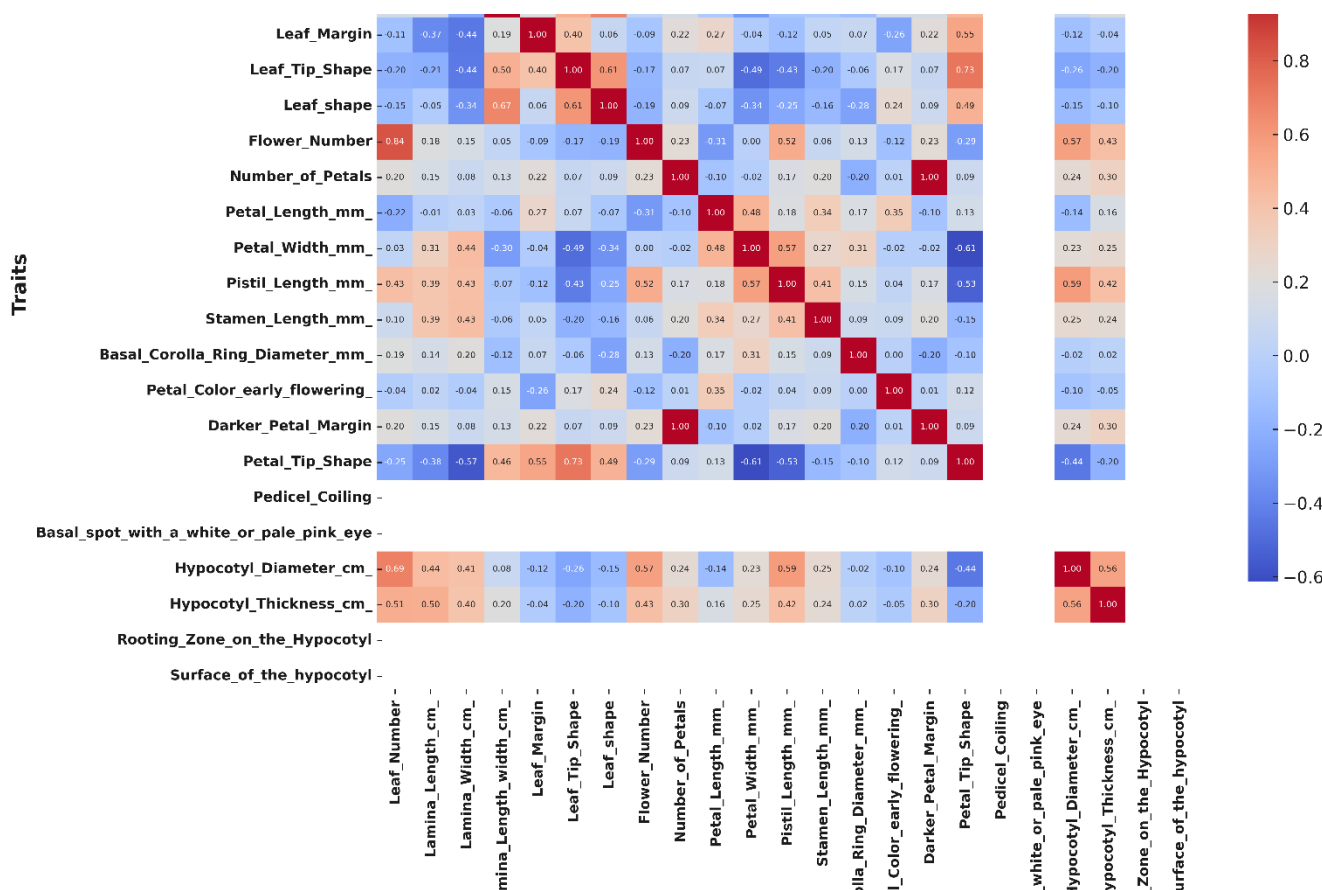 Traits
Leaf_Margin -0.11 -0.37 -0.44 0.19 1.00 0.40 0.06 -0.09 0.22 0.27 -0.04 -0.12 0.05 0.07 -0.26 0.22 0.55 -0.12 -0.04
Leaf_Tip_Shape -0.20 -0.21 -0.44 0.50 0.40 1.00 0.61 -0.17 0.07 0.07 -0.49 -0.43 -0.20 -0.06 0.17 0.07 0.73 -0.26 -0.20
Leaf_shape -0.15 -0.05 -0.34 0.67 0.06 0.61 1.00 -0.19 0.09 -0.07 -0.34 -0.25 -0.16 -0.28 0.24 0.09 0.49 -0.15 -0.10
Flower_Number 0.84 0.18 0.15 0.05 -0.09 -0.17 -0.19 1.00 0.23 -0.31 0.00 0.52 0.06 0.13 -0.12 0.23 -0.29 0.57 0.43
Number_of_Petals 0.20 0.15 0.08 0.13 0.22 0.07 0.09 0.23 1.00 -0.10 -0.02 0.17 0.20 -0.20 0.01 1.00 0.09 0.24 0.30
Petal_Length_mm_ -0.22 -0.01 0.03 -0.06 0.27 0.07 -0.07 -0.31 -0.10 1.00 0.48 0.18 0.34 0.17 0.35 -0.10 0.13 -0.14 0.16
Petal_Width_mm_ 0.03 0.31 0.44 -0.30 -0.04 -0.49 -0.34 0.00 -0.02 0.48 1.00 0.57 0.27 0.31 -0.02 -0.02 -0.61 0.23 0.25
Pistil_Length_mm_ 0.43 0.39 0.43 -0.07 -0.12 -0.43 -0.25 0.52 0.17 0.18 0.57 1.00 0.41 0.15 0.04 0.17 -0.53 0.59 0.42
Stamen_Length_mm_ 0.10 0.39 0.43 -0.06 0.05 -0.20 -0.16 0.06 0.20 0.34 0.27 0.41 1.00 0.09 0.09 0.20 -0.15 0.25 0.24
Basal_Corolla_Ring_Diameter_mm_ 0.19 0.14 0.20 -0.12 0.07 -0.06 -0.28 0.13 -0.20 0.17 0.31 0.15 0.09 1.00 0.00 -0.20 -0.10 -0.02 0.02
Petal_Color_early_flowering_ -0.04 0.02 -0.04 0.15 -0.26 0.17 0.24 -0.12 0.01 0.35 -0.02 0.04 0.09 0.00 1.00 0.01 0.12 -0.10 -0.05
Darker_Petal_Margin 0.20 0.15 0.08 0.13 0.22 0.07 0.09 0.23 1.00 -0.10 -0.02 0.17 0.20 -0.20 0.01 1.00 0.09 0.24 0.30
Petal_Tip_Shape -0.25 -0.38 -0.57 0.46 0.55 0.73 0.49 -0.29 0.09 0.13 -0.61 -0.53 -0.15 -0.10 0.12 0.09 1.00 -0.44 -0.20
Pedicel_Coiling
Basal_spot_with_a_white_or_pale_pink_eye
Hypocotyl_Diameter_cm_ 0.69 0.44 0.41 0.08 -0.12 -0.26 -0.15 0.57 0.24 -0.14 0.23 0.59 0.25 -0.02 -0.10 0.24 -0.44 1.00 0.56
Hypocotyl_Thickness_cm_ 0.51 0.50 0.40 0.20 -0.04 -0.20 -0.10 0.43 0.30 0.16 0.25 0.42 0.24 0.02 -0.05 0.30 -0.20 0.56 1.00
Rooting_Zone_on_the_Hypocotyl
Surface_of_the_hypocotyl
Leaf_Number
Lamina_Length_cm_
Lamina_Width_cm_
mina_Length_width_cm_
Leaf_Margin
Leaf_Tip_Shape
Leaf_shape
Flower_Number
Number_of_Petals
Petal_Length_mm_
Petal_Width_mm_
Pistil_Length_mm_
Stamen_Length_mm_
olla_Ring_Diameter_mm_
l_Color_early_flowering_
Darker_Petal_Margin
Petal_Tip_Shape
Pedicel_Coiling
_white_or_pale_pink_eye
Hypocotyl_Diameter_cm_
ypocotyl_Thickness_cm_
_Zone_on_the_Hypocotyl
urface_of_the_hypocotyl
0.8
0.6
0.4
0.2
0.0
−0.2
−0.4
−0.6